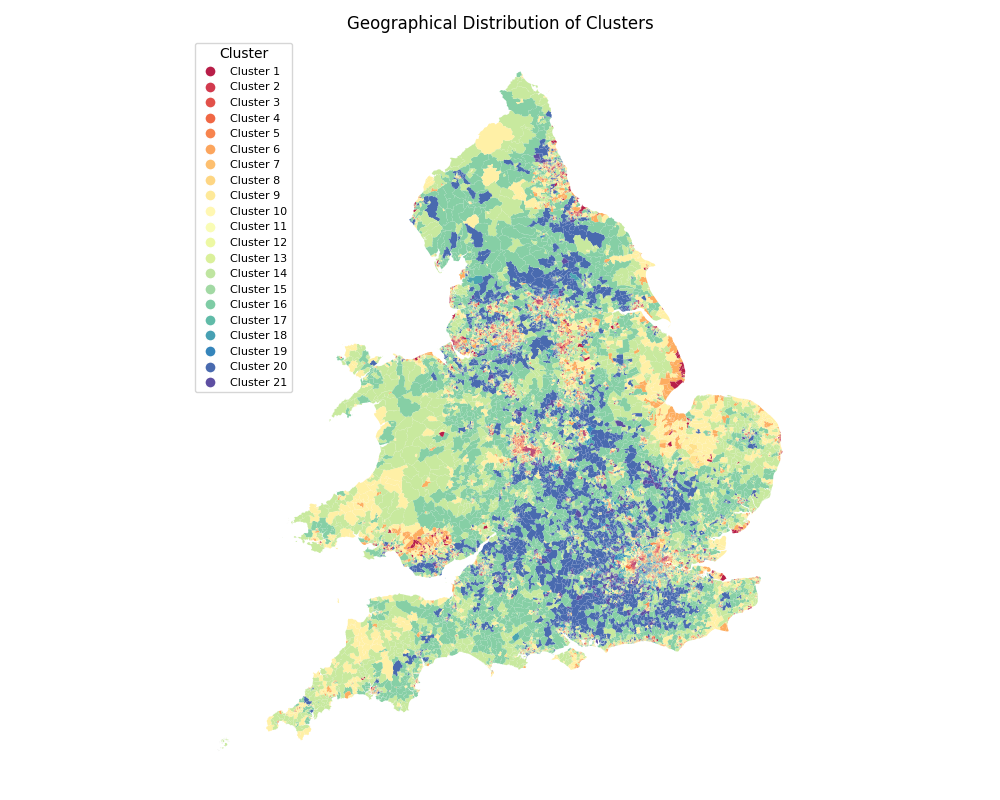 Geographical Distribution of Clusters
Cluster
Cluster 1
Cluster 2
Cluster 3
Cluster 4
Cluster 5
Cluster 6
Cluster 7
Cluster 8
Cluster 9
Cluster 10
Cluster 11
Cluster 12
Cluster 13
Cluster 14
Cluster 15
Cluster 16
Cluster 17
Cluster 18
Cluster 19
Cluster 20
Cluster 21